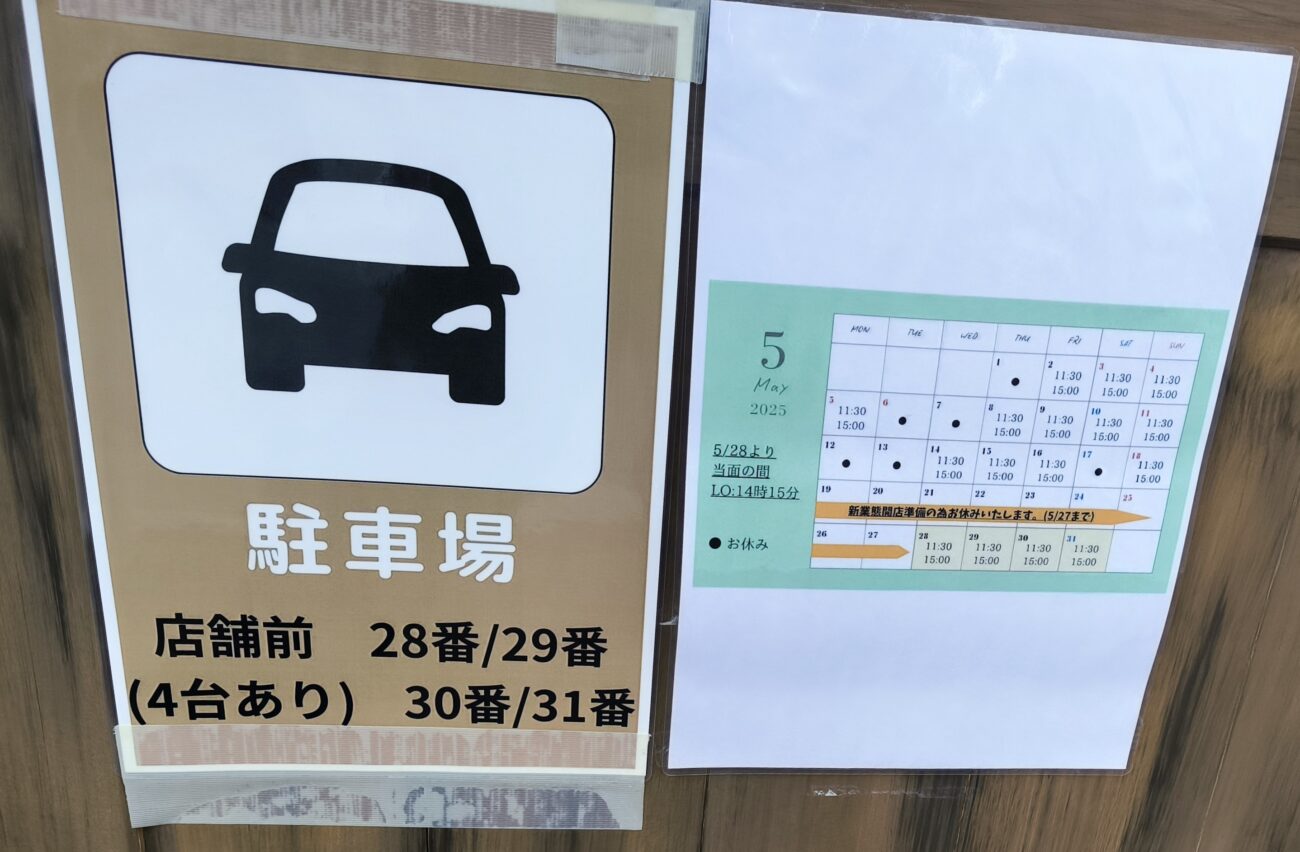 駐車場
店舗前 28番/29番
(4台あり) 30番/31番
5
May
2025
5/28より
当面の間
LO:14時15分
● お休み
MON TUE WED THU FRI SAT SUN
1 ● 2 11:30 15:00 3 11:30 15:00 4 11:30 15:00
5 11:30 15:00 6 ● 7 ● 8 11:30 15:00 9 11:30 15:00 10 11:30 15:00 11 11:30 15:00
12 ● 13 ● 14 11:30 15:00 15 11:30 15:00 16 11:30 15:00 17 ● 18 11:30 15:00
19 20 21 22 23 24 25
新業態開店準備の為お休みいたします。(5/27まで)
26 27 28 11:30 15:00 29 11:30 15:00 30 11:30 15:00 31 11:30 15:00